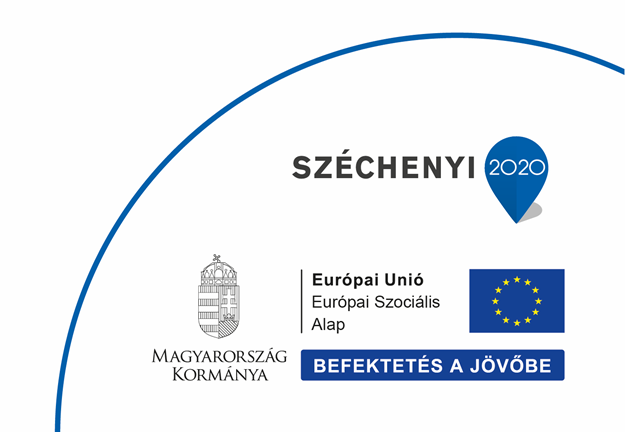 SZÉCHENYI 2020
Európai Unió
Európai Szociális
Alap
MAGYARORSZÁG
KORMÁNYA
BEFEKTETÉS A JÖVŐBE